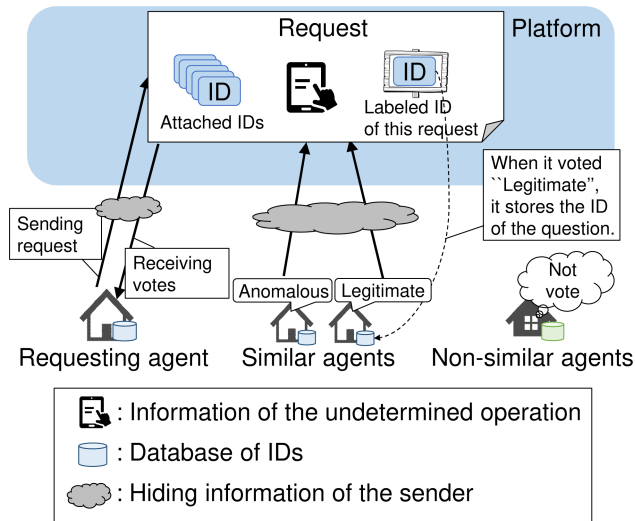 Request
Platform
ID
ID
Attached IDs
Labeled ID
of this request
When it voted
``Legitimate'',
it stores the ID
of the question.
Sending
request
Receiving
votes
Anomalous
Legitimate
Not
vote
Requesting agent
Similar agents
Non-similar agents
: Information of the undetermined operation
: Database of IDs
: Hiding information of the sender